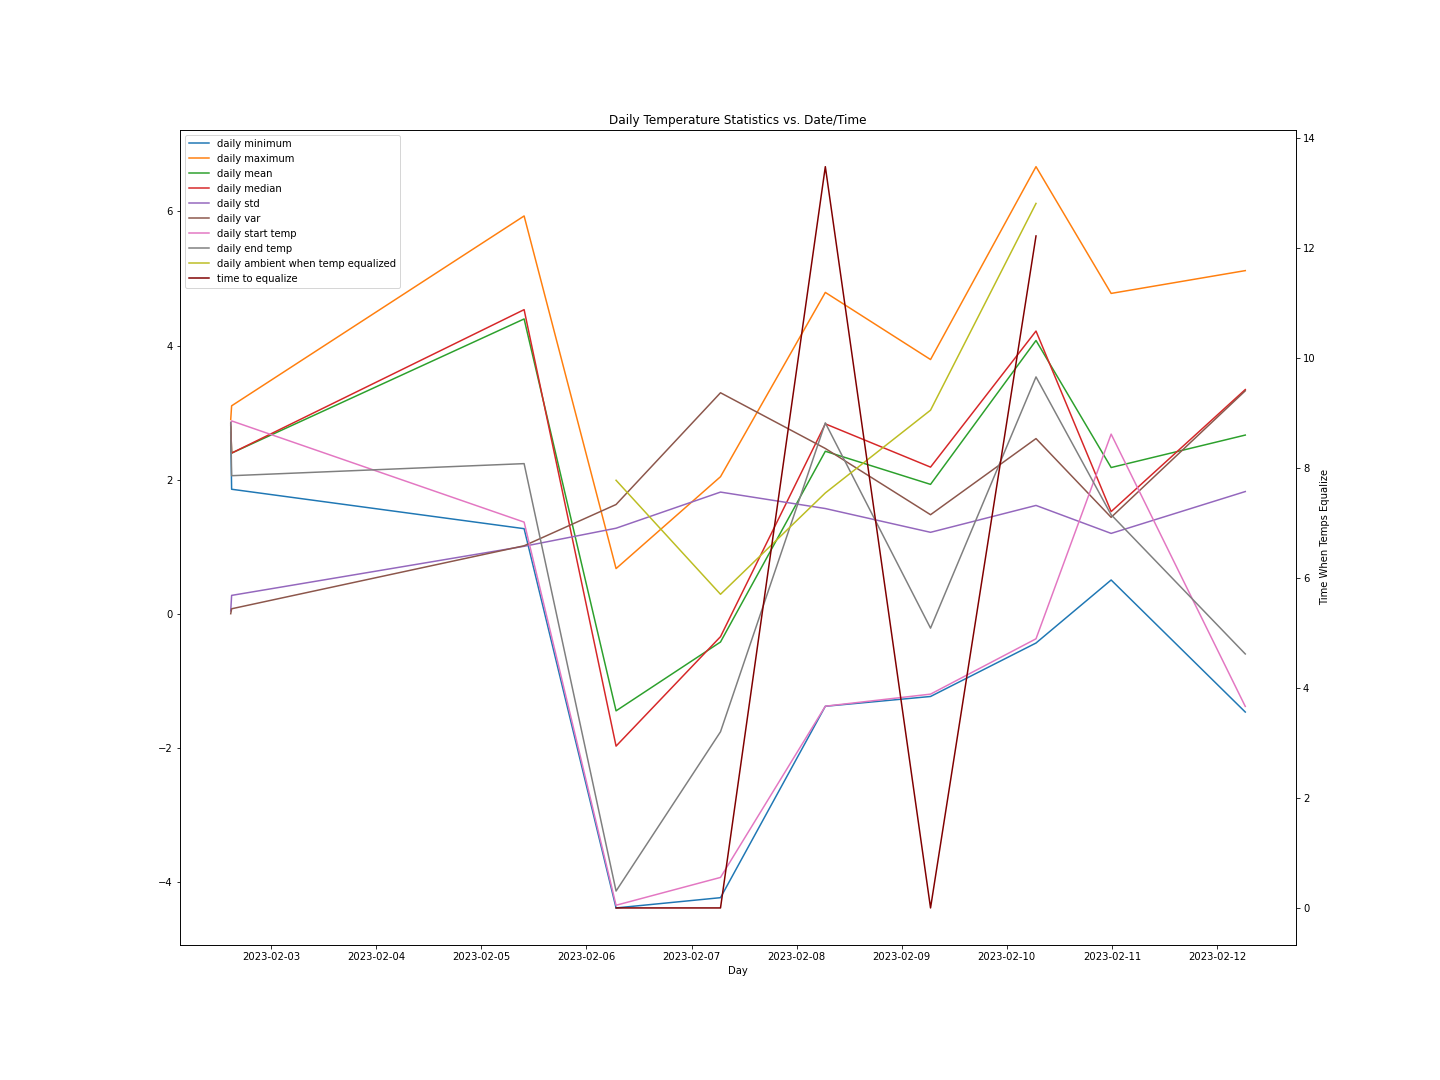 Daily Temperature Statistics vs. Date/Time
daily minimum
daily maximum
daily mean
daily median
daily std
daily var
daily start temp
daily end temp
daily ambient when temp equalized
time to equalize
6
4
2
0
−2
−4
14
12
10
8
6
4
2
0
Time When Temps Equalize
2023-02-03 2023-02-04 2023-02-05 2023-02-06 2023-02-07 2023-02-08 2023-02-09 2023-02-10 2023-02-11 2023-02-12
Day